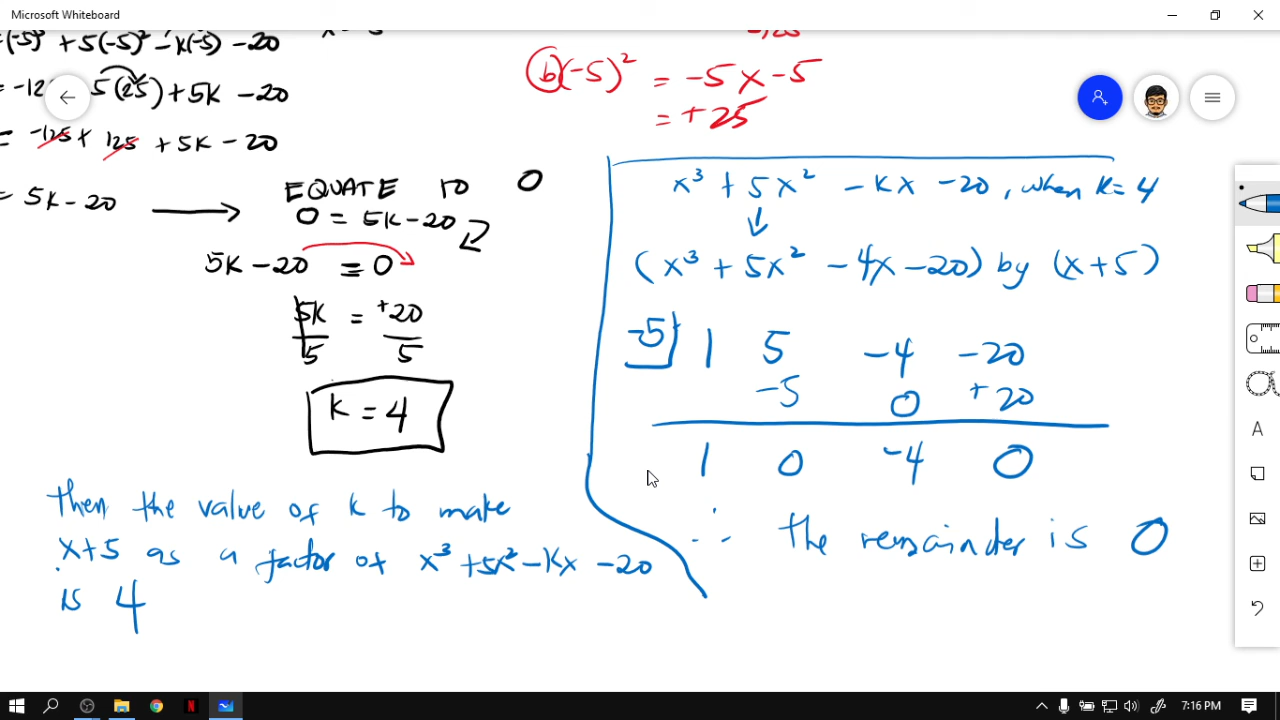 Microsoft Whiteboard
=(-5)³ + 5(-5)² - k(-5) - 20
5(25) + 5k - 20
= -125 + 125 + 5k - 20
= 5k - 20
EQUATE TO 0
0 = 5k - 20
5k - 20 = 0
5k = +20
5 5
k = 4
then the value of k to make
x+5 as a factor of x³ + 5x² - kx - 20
is 4
b(-5)² = -5 x -5
= +25
x³ + 5x² - kx - 20, when k = 4
(x³ + 5x² - 4x - 20) by (x+5)
-5 1 5 -4 -20
-5 0 +20
1 0 -4 0
∴ the remainder is 0
A
7:16 PM